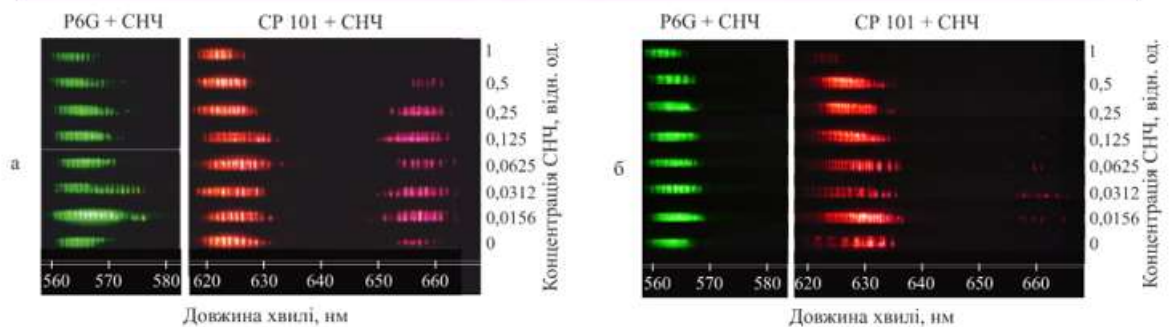 Р6G + СНЧ
СР 101 + СНЧ
а
1
0,5
0,25
0,125
0,0625
0,0312
0,0156
0
Концентрація СНЧ, відн. од.
560 570 580 620 630 640 650 660
Довжина хвилі, нм
Р6G + СНЧ
СР 101 + СНЧ
б
1
0,5
0,25
0,125
0,0625
0,0312
0,0156
0
Концентрація СНЧ, відн. од.
560 570 580 620 630 640 650 660
Довжина хвилі, нм